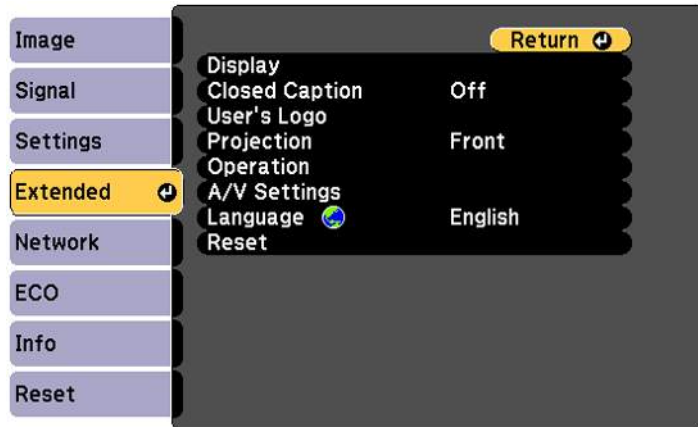 Image
Signal
Settings
Extended
Network
ECO
Info
Reset
Return
Display
Closed Caption Off
User's Logo
Projection Front
Operation
A/V Settings
Language English
Reset